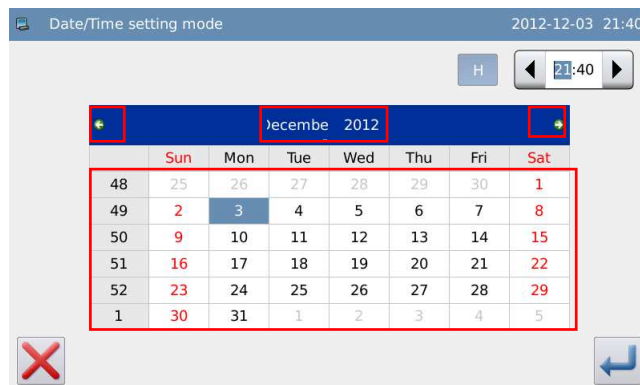 Date/Time setting mode 2012-12-03 21:40
H 21:40
Decembe 2012
Sun Mon Tue Wed Thu Fri Sat
48 25 26 27 28 29 30 1
49 2 3 4 5 6 7 8
50 9 10 11 12 13 14 15
51 16 17 18 19 20 21 22
52 23 24 25 26 27 28 29
1 30 31 1 2 3 4 5